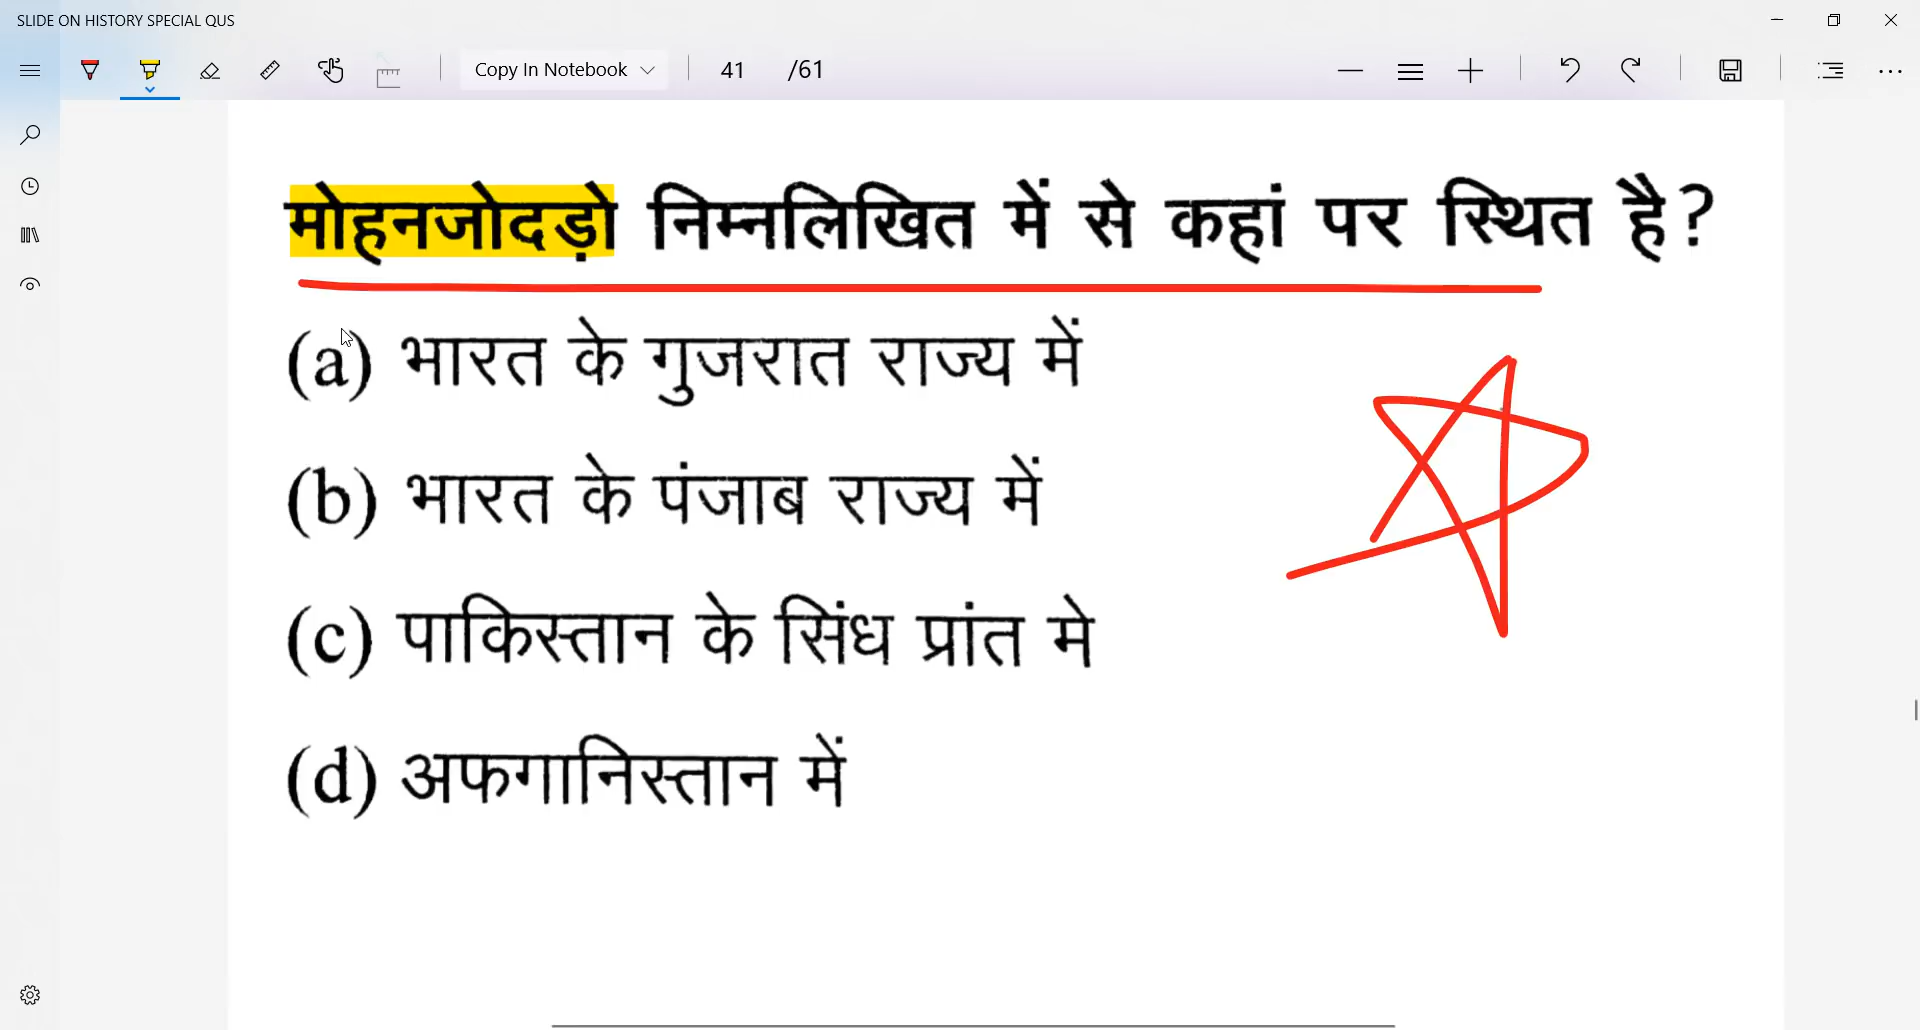 SLIDE ON HISTORY SPECIAL QUS
Copy In Notebook 41 /61
मोहनजोदड़ो निम्नलिखित में से कहां पर स्थित है?
(a) भारत के गुजरात राज्य में
(b) भारत के पंजाब राज्य में
(c) पाकिस्तान के सिंध प्रांत मे
(d) अफगानिस्तान में